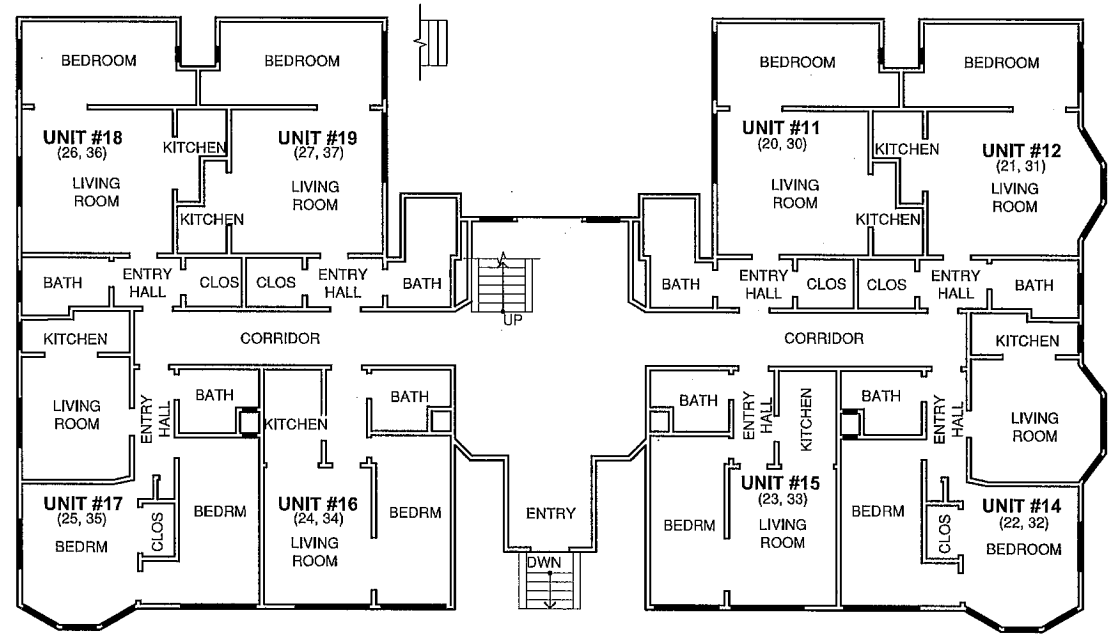 BEDROOM
BEDROOM
BEDROOM
BEDROOM
UNIT #18
(26, 36)
KITCHEN
UNIT #19
(27, 37)
UNIT #11
(20, 30)
KITCHEN
UNIT #12
(21, 31)
LIVING
ROOM
LIVING
ROOM
LIVING
ROOM
LIVING
ROOM
KITCHEN
KITCHEN
BATH
ENTRY
HALL
CLOS
CLOS
ENTRY
HALL
BATH
BATH
ENTRY
HALL
CLOS
CLOS
ENTRY
HALL
BATH
UP
KITCHEN
CORRIDOR
CORRIDOR
KITCHEN
LIVING
ROOM
ENTRY
HALL
BATH
KITCHEN
BATH
BATH
ENTRY
HALL
KITCHEN
BATH
ENTRY
HALL
LIVING
ROOM
UNIT #17
(25, 35)
BEDRM
CLOS
BEDRM
UNIT #16
(24, 34)
LIVING
ROOM
BEDRM
ENTRY
BEDRM
UNIT #15
(23, 33)
LIVING
ROOM
BEDRM
CLOS
UNIT #14
(22, 32)
BEDROOM
DWN